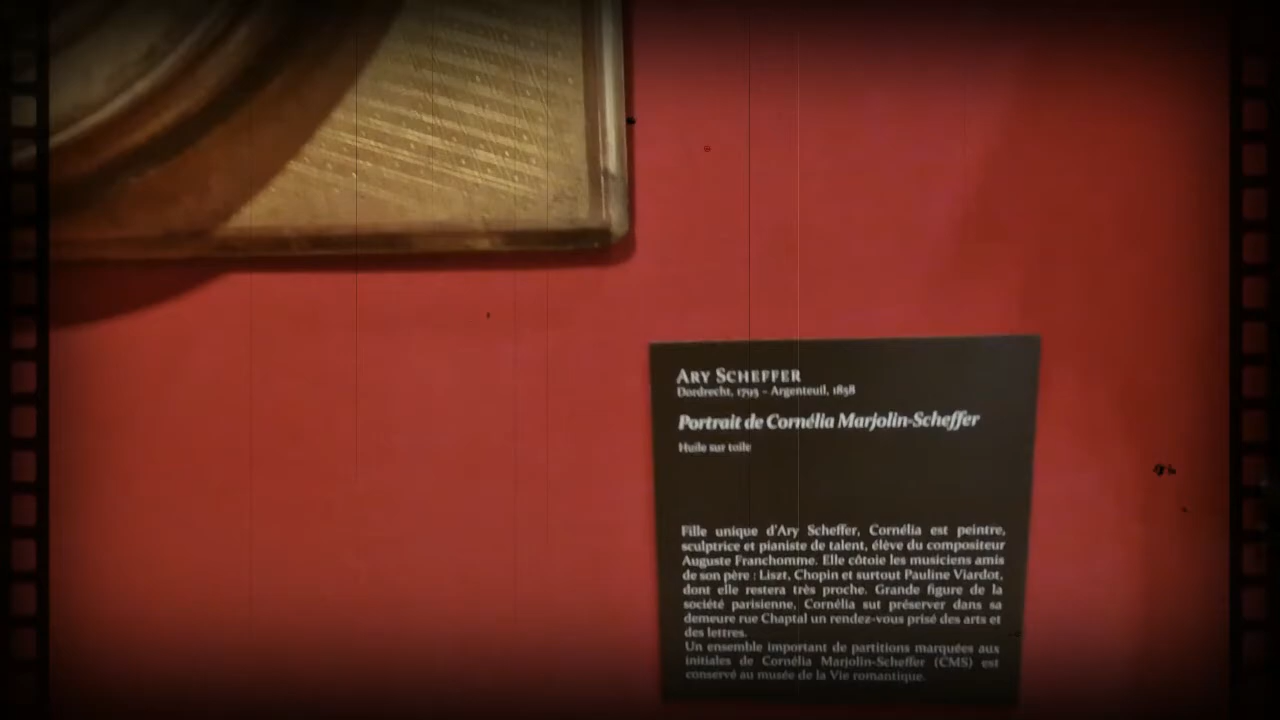 ARY SCHEFFER
Dordrecht, 1795 - Argenteuil, 1858
Portrait de Cornélia Marjolin-Scheffer
Huile sur toile
Fille unique d'Ary Scheffer, Cornélia est peintre,
sculptrice et pianiste de talent, élève du compositeur
Auguste Franchomme. Elle côtoie les musiciens amis
de son père : Liszt, Chopin et surtout Pauline Viardot,
dont elle restera très proche. Grande figure de la
société parisienne, Cornélia sut préserver dans sa
demeure rue Chaptal un rendez-vous prisé des arts et
des lettres.
Un ensemble important de partitions marquées aux
initiales de Cornélia Marjolin-Scheffer (CMS) est
conservé au musée de la Vie romantique.